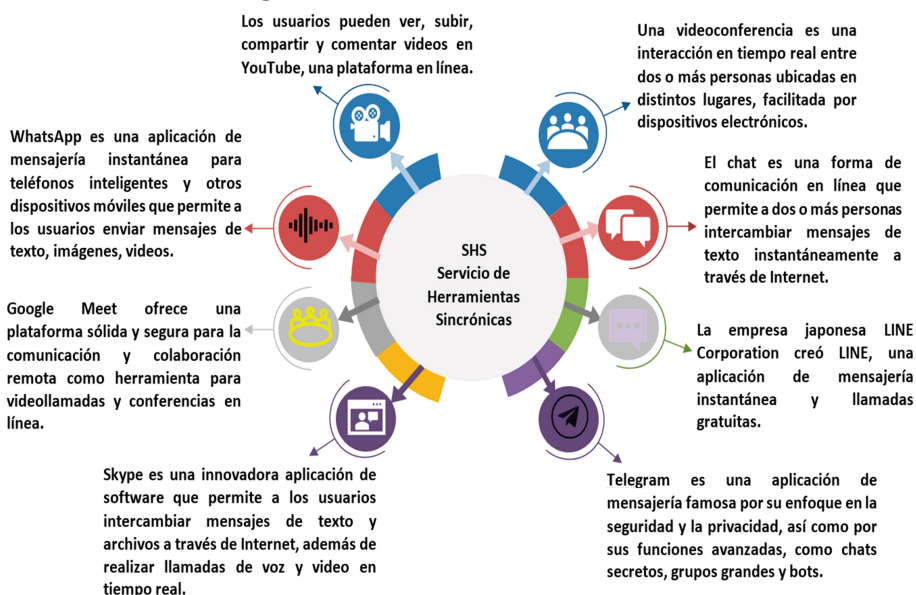 Los usuarios pueden ver, subir,
compartir y comentar videos en
YouTube, una plataforma en línea.
Una videoconferencia es una
interacción en tiempo real entre
dos o más personas ubicadas en
distintos lugares, facilitada por
dispositivos electrónicos.
WhatsApp es una aplicación de
mensajería instantánea para
teléfonos inteligentes y otros
dispositivos móviles que permite a
los usuarios enviar mensajes de
texto, imágenes, videos.
El chat es una forma de
comunicación en línea que
permite a dos o más personas
intercambiar mensajes de
texto instantáneamente a
través de Internet.
SHS
Servicio de
Herramientas
Sincrónicas
Google Meet ofrece una
plataforma sólida y segura para la
comunicación y colaboración
remota como herramienta para
videollamadas y conferencias en
línea.
La empresa japonesa LINE
Corporation creó LINE, una
aplicación de mensajería
instantánea y llamadas
gratuitas.
Skype es una innovadora aplicación de
software que permite a los usuarios
intercambiar mensajes de texto y
archivos a través de Internet, además de
realizar llamadas de voz y video en
tiempo real.
Telegram es una aplicación de
mensajería famosa por su enfoque en la
seguridad y la privacidad, así como por
sus funciones avanzadas, como chats
secretos, grupos grandes y bots.